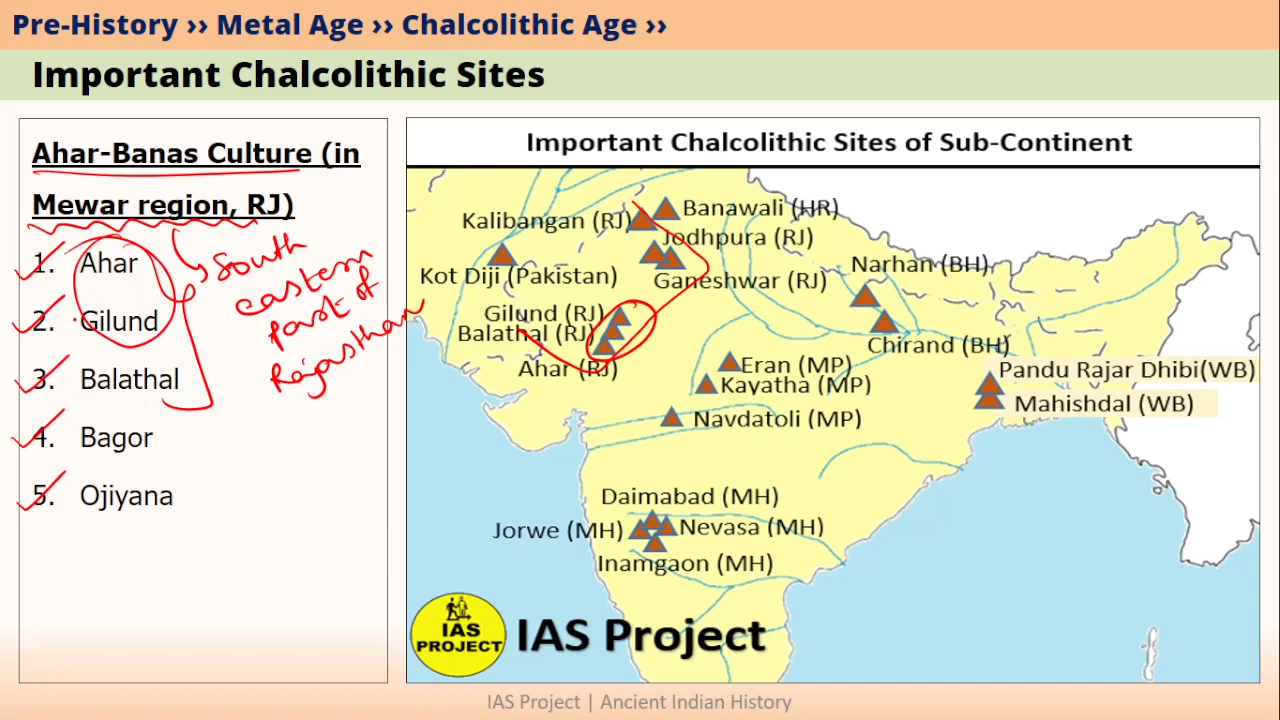 Pre-History ›› Metal Age ›› Chalcolithic Age ››
Important Chalcolithic Sites
Ahar-Banas Culture (in
Mewar region, RJ)
1. Ahar
2. Gilund
3. Balathal
4. Bagor
5. Ojiyana
South
eastern
part of
Rajasthan
Important Chalcolithic Sites of Sub-Continent
Banawali (HR)
Kalibangan (RJ)
Jodhpura (RJ)
Kot Diji (Pakistan)
Ganeshwar (RJ)
Narhan (BH)
Gilund (RJ)
Balathal (RJ)
Chirand (BH)
Ahar (RJ)
Eran (MP)
Pandu Rajar Dhibi(WB)
Kayatha (MP)
Mahishdal (WB)
Navdatoli (MP)
Daimabad (MH)
Jorwe (MH)
Nevasa (MH)
Inamgaon (MH)
IAS
PROJECT
IAS Project
IAS Project | Ancient Indian History